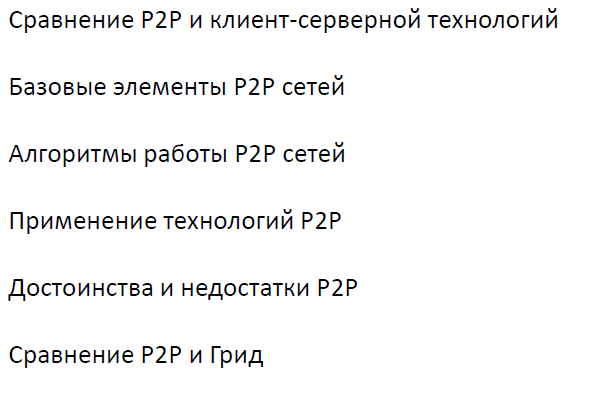 Сравнение P2P и клиент-серверной технологий
Базовые элементы P2P сетей
Алгоритмы работы P2P сетей
Применение технологий P2P
Достоинства и недостатки P2P
Сравнение P2P и Грид